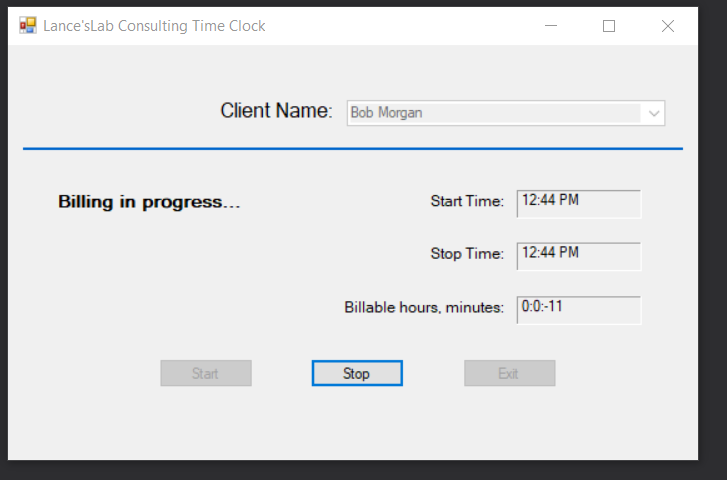 Lance'sLab Consulting Time Clock
Client Name: Bob Morgan
Billing in progress...
Start Time: 12:44 PM
Stop Time: 12:44 PM
Billable hours, minutes: 0:0:-11
Start Stop Exit